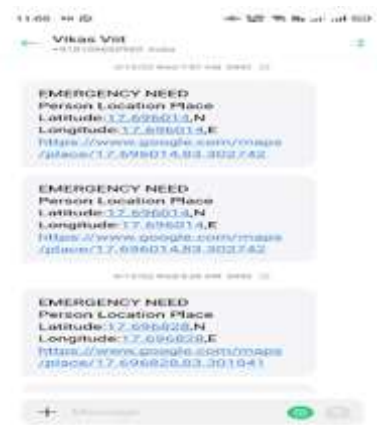 Vikas Viit
EMERGENCY NEED
Person Location Place
Latitude:17.696014,N
Longitude:17.696014,E
https://www.google.com/maps
/place/17.696014,83.302742
EMERGENCY NEED
Person Location Place
Latitude:17.696014,N
Longitude:17.696014,E
https://www.google.com/maps
/place/17.696014,83.302742
EMERGENCY NEED
Person Location Place
Latitude:17.696828,N
Longitude:17.696828,E
https://www.google.com/maps
/place/17.696828,83.301041